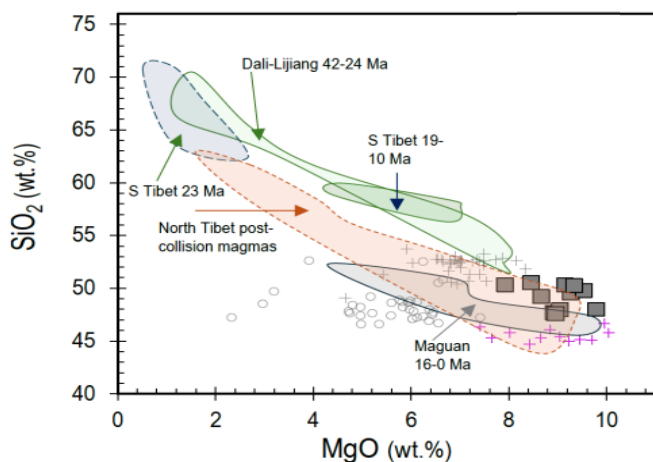 75
70
65
60
55
50
45
40
SiO₂ (wt.%)
Dali-Lijiang 42-24 Ma
S Tibet 19-
10 Ma
S Tibet 23 Ma
North Tibet post-
collision magmas
Maguan
16-0 Ma
0 2 4 6 8 10
MgO (wt.%)